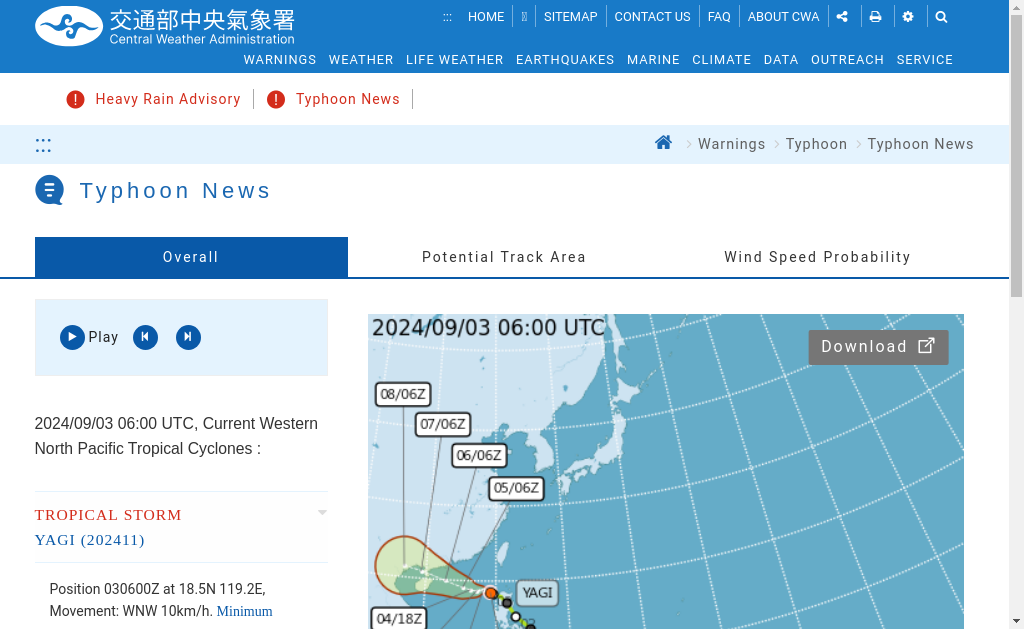 交通部中央氣象署
Central Weather Administration
::: HOME SITEMAP CONTACT US FAQ ABOUT CWA
WARNINGS WEATHER LIFE WEATHER EARTHQUAKES MARINE CLIMATE DATA OUTREACH SERVICE
Heavy Rain Advisory Typhoon News
:::
Warnings Typhoon Typhoon News
Typhoon News
Overall Potential Track Area Wind Speed Probability
Play
2024/09/03 06:00 UTC, Current Western
North Pacific Tropical Cyclones :
TROPICAL STORM
YAGI (202411)
Position 030600Z at 18.5N 119.2E,
Movement: WNW 10km/h. Minimum
2024/09/03 06:00 UTC
Download
08/06Z
07/06Z
06/06Z
05/06Z
YAGI
04/18Z